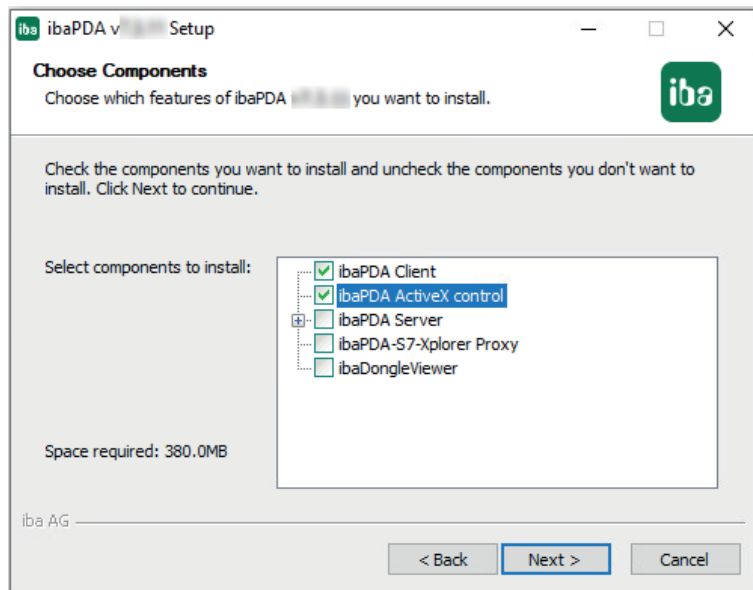 iba ibaPDA v Setup
Choose Components
Choose which features of ibaPDA you want to install.
iba
Check the components you want to install and uncheck the components you don't want to
install. Click Next to continue.
Select components to install:
ibaPDA Client
ibaPDA ActiveX control
ibaPDA Server
ibaPDA-S7-Xplorer Proxy
ibaDongleViewer
Space required: 380.0MB
iba AG
< Back Next > Cancel